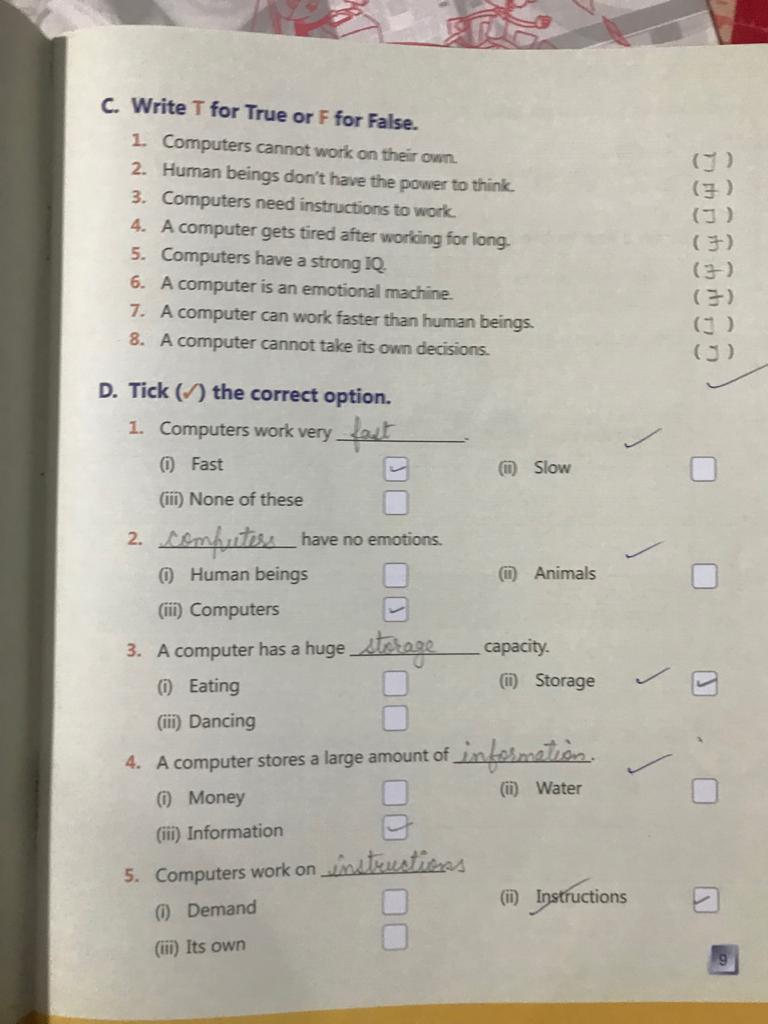 C. Write T for True or F for False.
1. Computers cannot work on their own. (T)
2. Human beings don't have the power to think. (F)
3. Computers need instructions to work. (T)
4. A computer gets tired after working for long. (F)
5. Computers have a strong IQ. (F)
6. A computer is an emotional machine. (F)
7. A computer can work faster than human beings. (T)
8. A computer cannot take its own decisions. (T)
D. Tick (✓) the correct option.
1. Computers work very fast.
(i) Fast ✓ (ii) Slow
(iii) None of these
2. computers have no emotions.
(i) Human beings (ii) Animals
(iii) Computers ✓
3. A computer has a huge storage capacity.
(i) Eating (ii) Storage ✓
(iii) Dancing
4. A computer stores a large amount of information.
(i) Money (ii) Water
(iii) Information ✓
5. Computers work on instructions
(i) Demand (ii) Instructions ✓
(iii) Its own
9